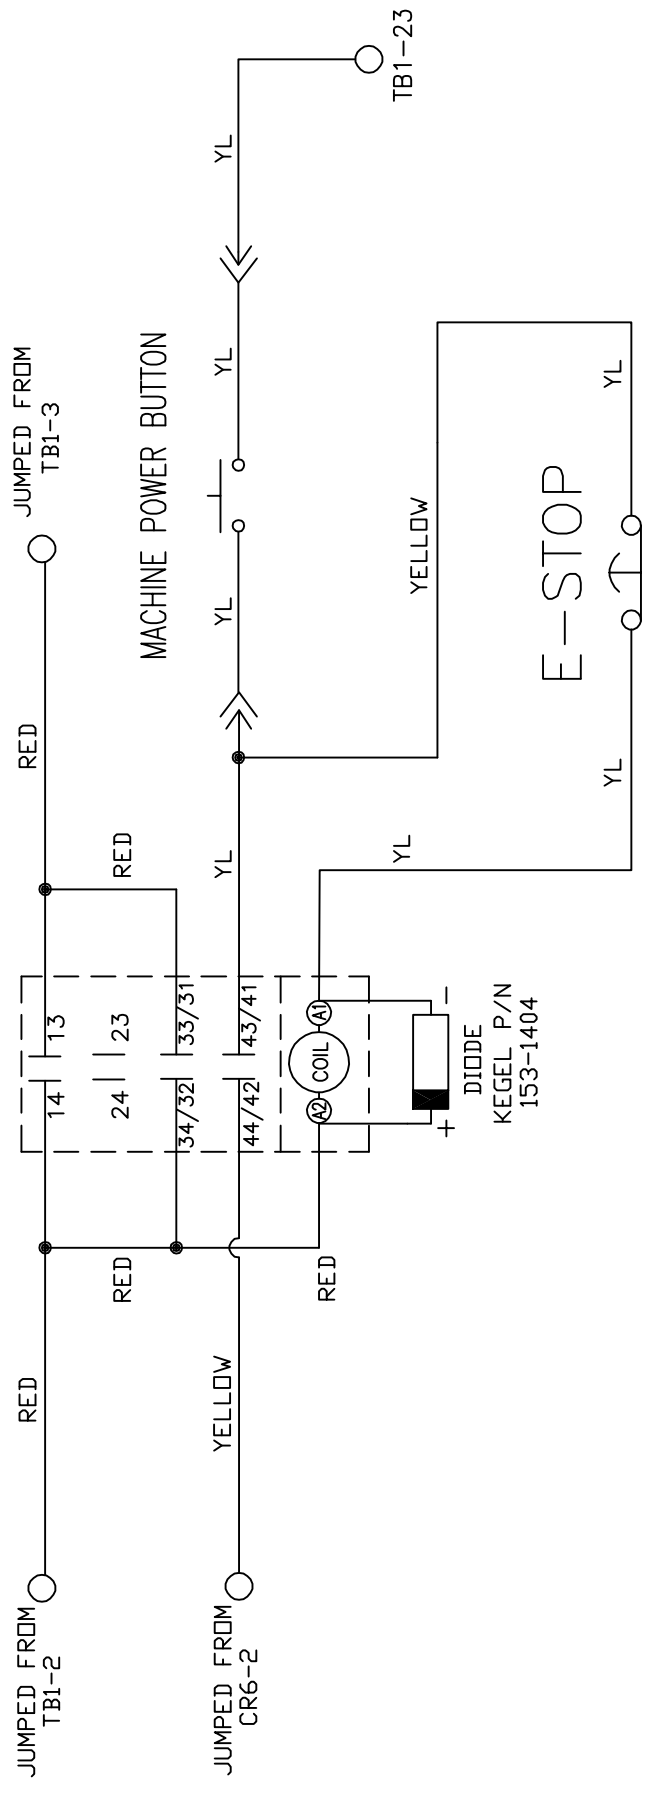 JUMPED FROM
TB1-2
RED
RED
14
13
RED
RED
JUMPED FROM
TB1-3
24
23
34/32
33/31
JUMPED FROM
CR6-2
YELLOW
44/42
43/41
YL
YL
MACHINE POWER BUTTON
YL
YL
TB1-23
RED
A2
COIL
A1
YL
YELLOW
+
-
DIODE
KEGEL P/N
153-1404
E-STOP
YL
YL